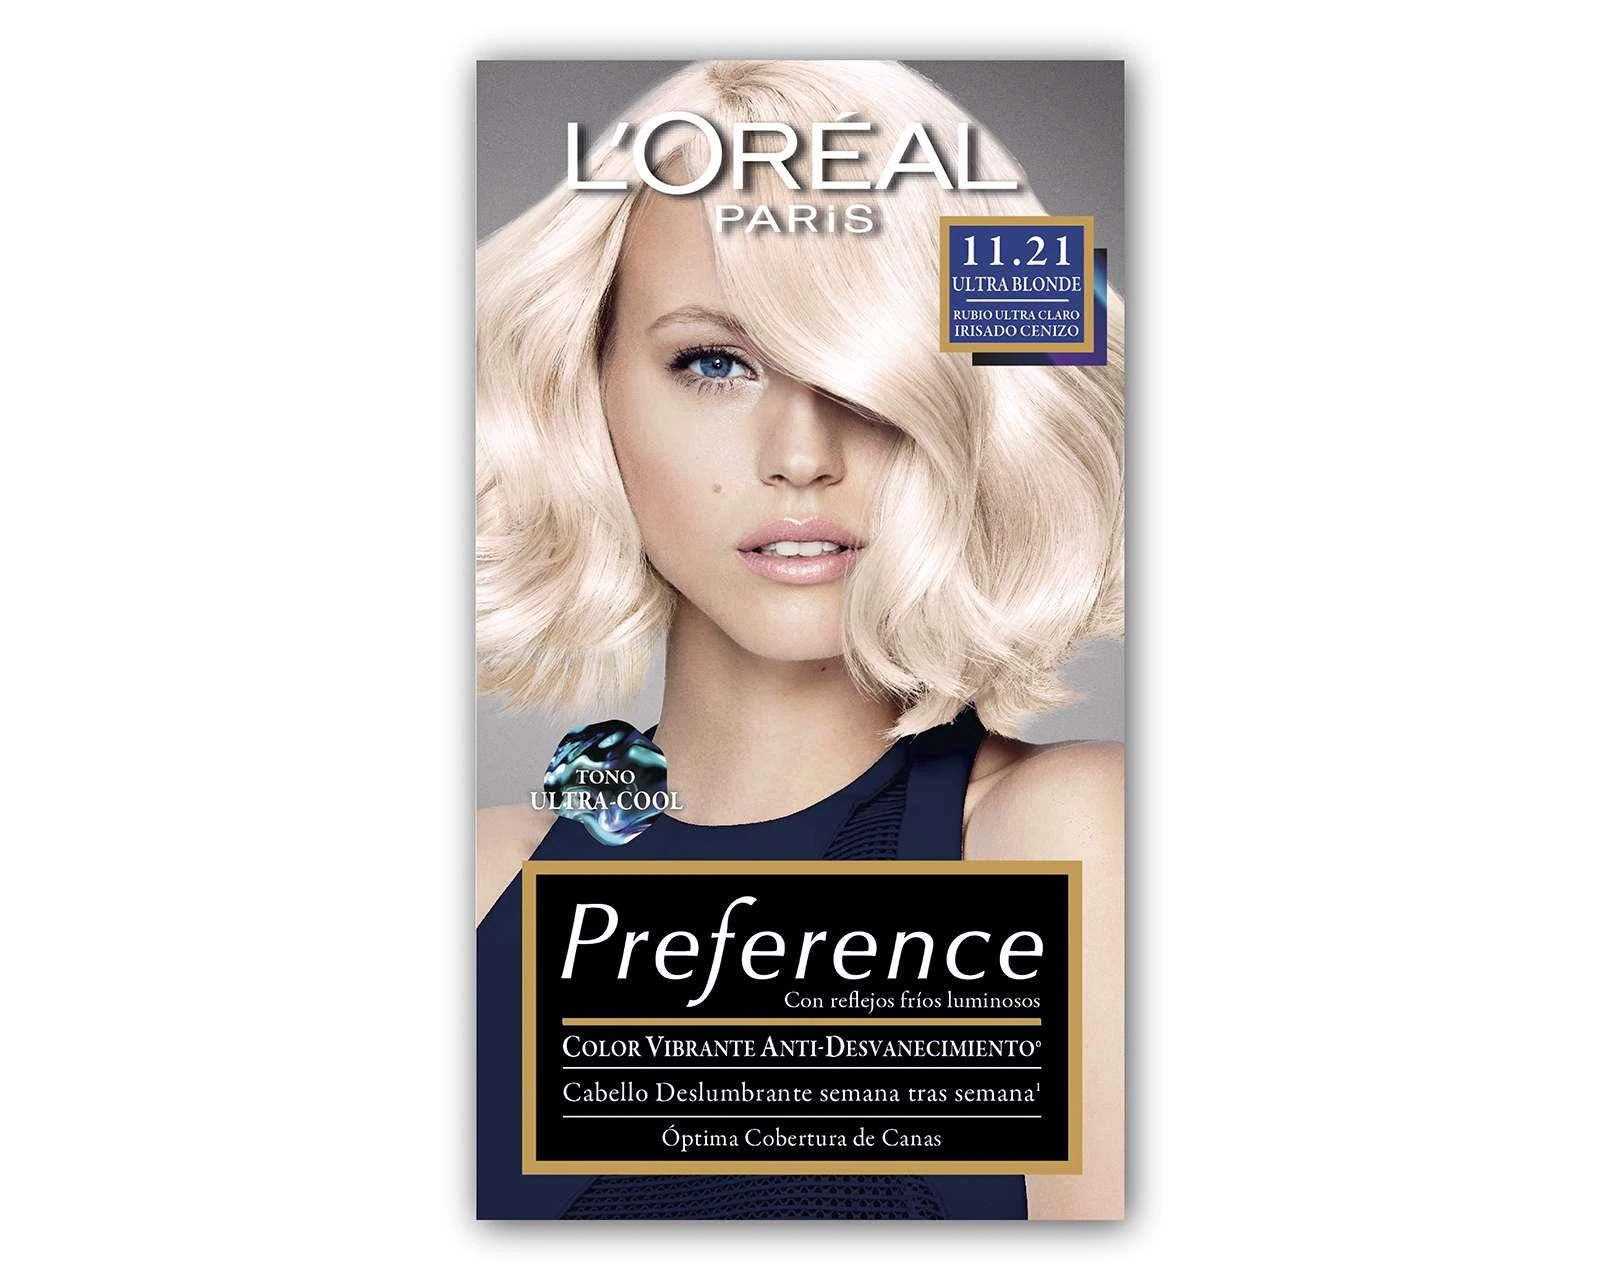 L'ORÉAL
PARiS
11.21
ULTRA BLONDE
RUBIO ULTRA CLARO
IRISADO CENIZO
TONO
ULTRA-COOL
Preference
Con reflejos fríos luminosos
COLOR VIBRANTE ANTI-DESVANECIMIENTO°
Cabello Deslumbrante semana tras semana¹
Óptima Cobertura de Canas